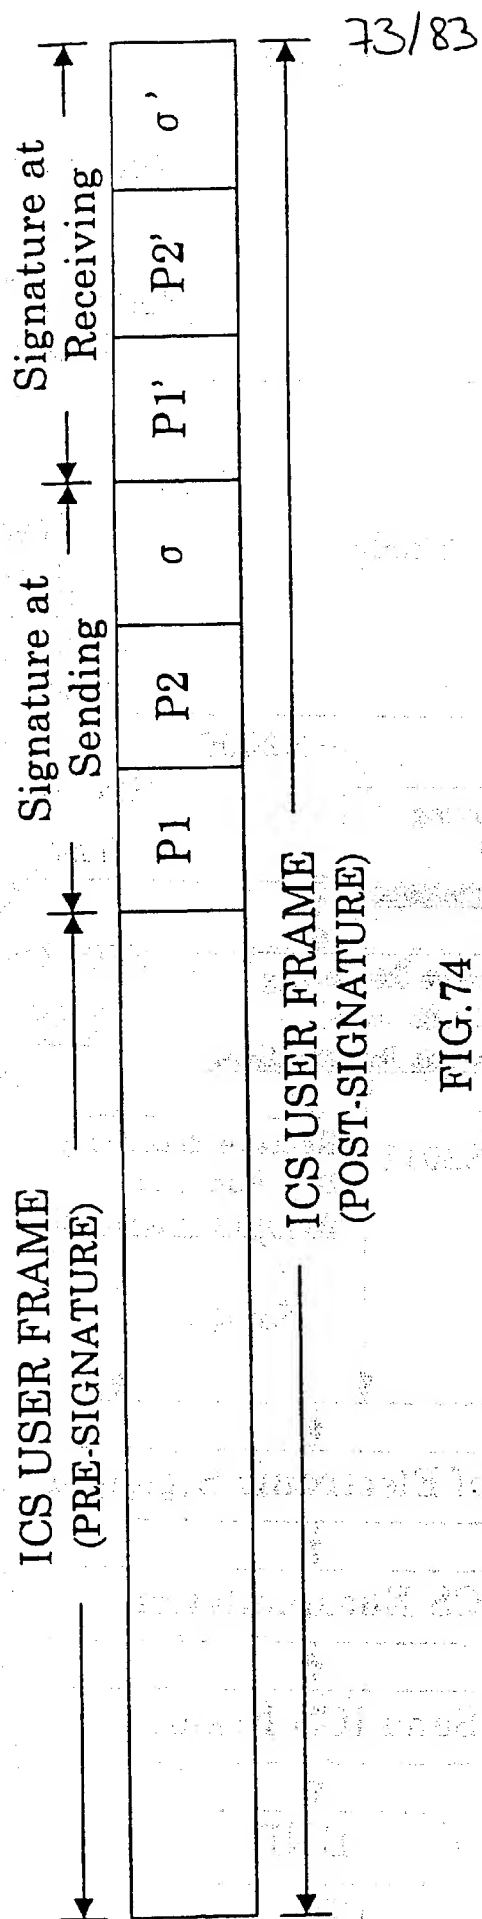 73/83
ICS USER FRAME
(PRE-SIGNATURE)
Signature at
Sending
Signature at
Receiving
P1
P2
σ
P1'
P2'
σ'
ICS USER FRAME
(POST-SIGNATURE)
FIG.74